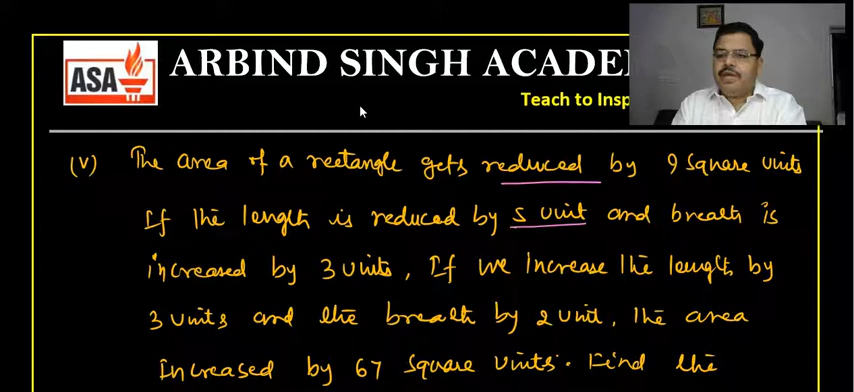 ASA
ARBIND SINGH ACADE
Teach to Insp
(V) The area of a rectangle gets reduced by 9 square units
If the length is reduced by 5 unit and breath is
increased by 3 units, If we increase the length by
3 units and the breath by 2 unit, The area
increased by 67 square units. Find the